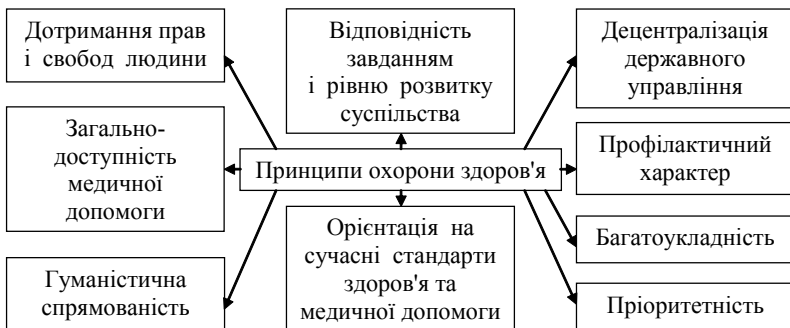 Дотримання прав
і свобод людини
Відповідність
завданням
і рівню розвитку
суспільства
Децентралізація
державного
управління
Загально-
доступність
медичної
допомоги
Принципи охорони здоров'я
Профілактичний
характер
Гуманістична
спрямованість
Орієнтація на
сучасні стандарти
здоров'я та
медичної допомоги
Багатоукладність
Пріоритетність